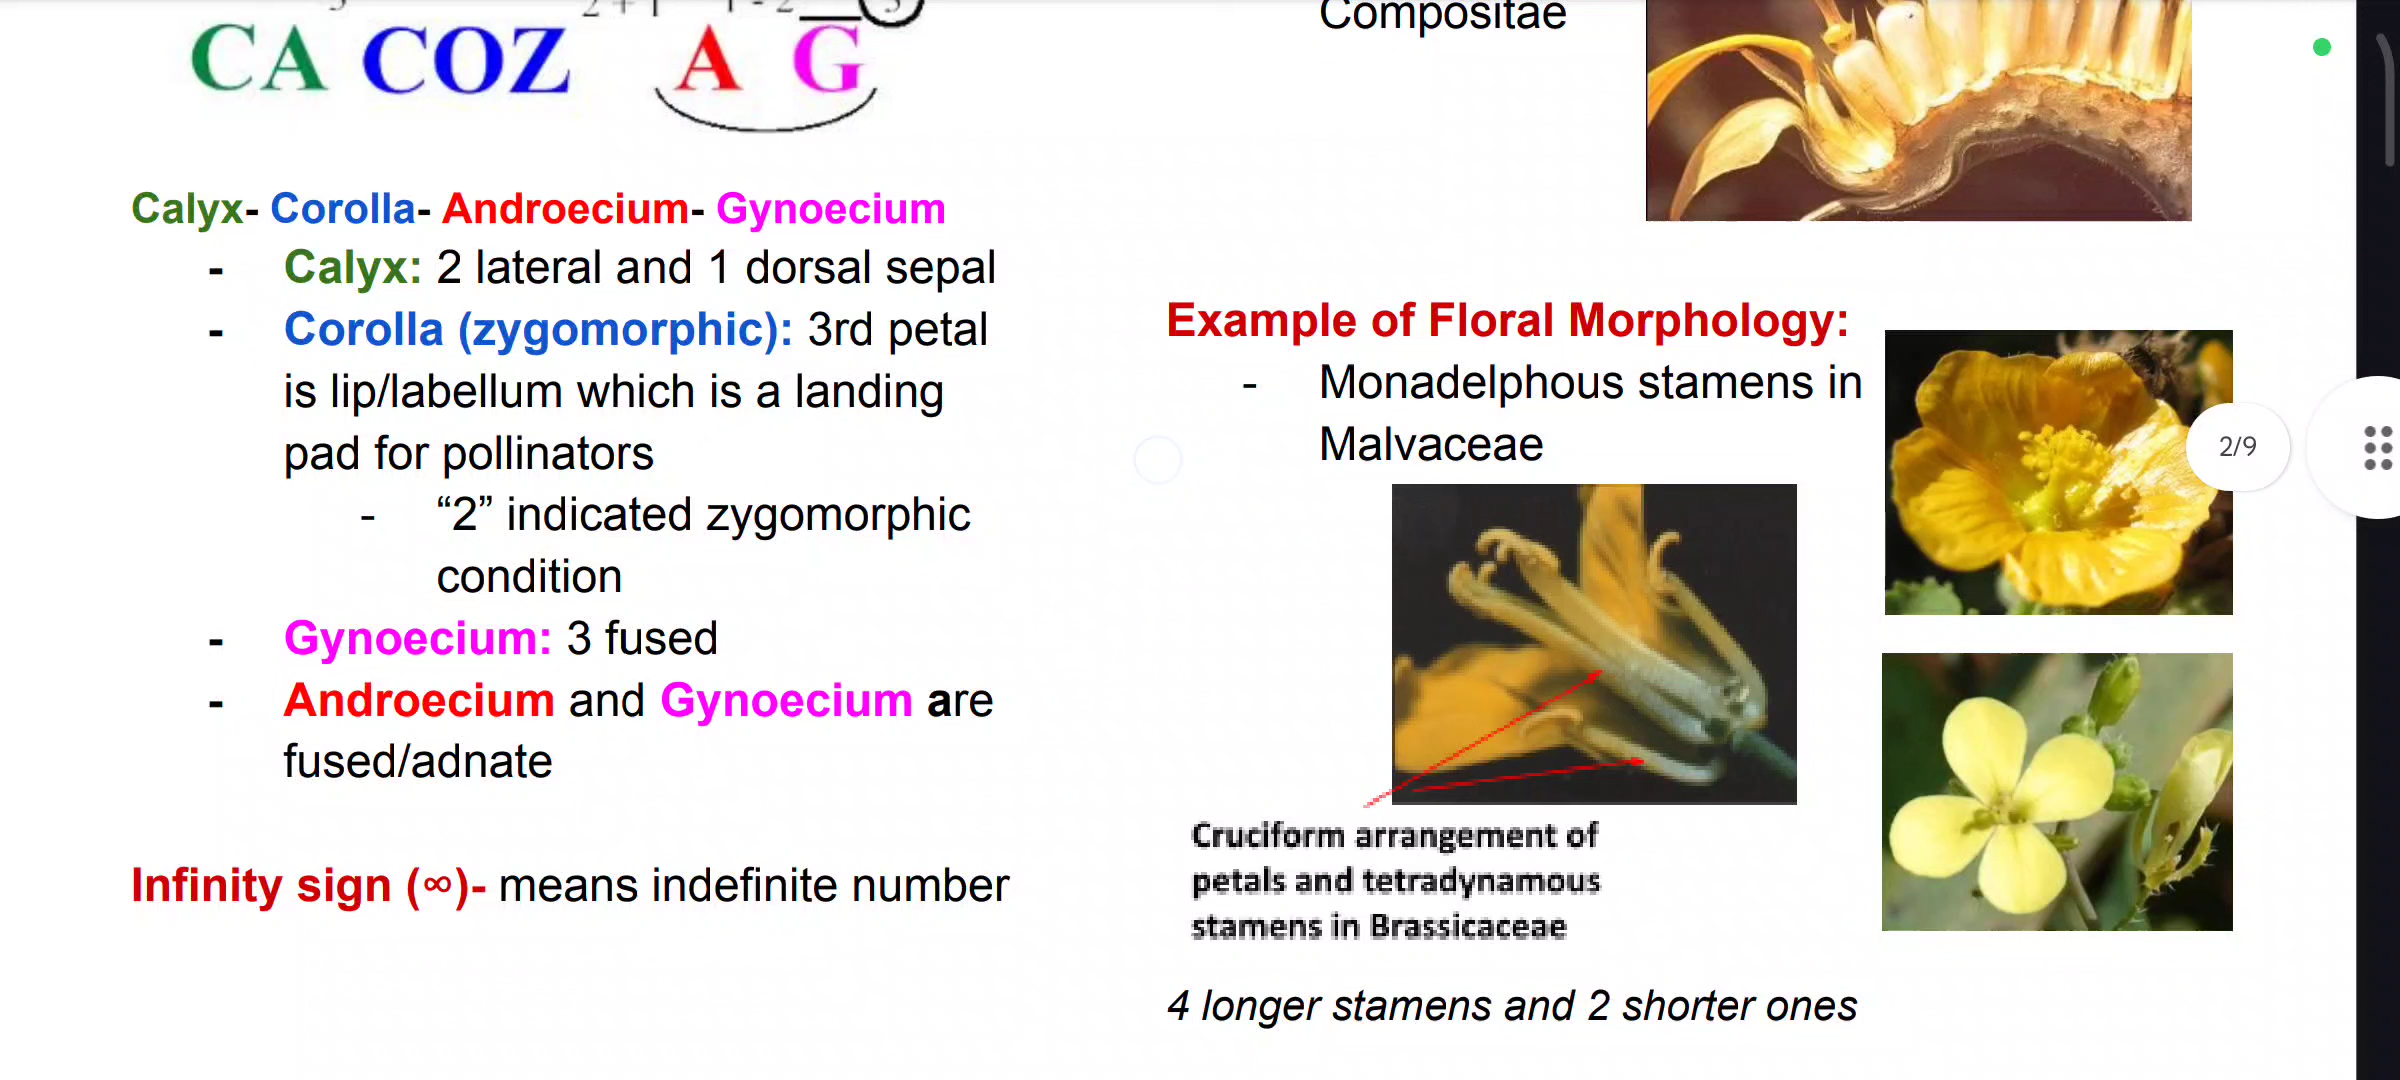 CA COZ A G
Calyx- Corolla- Androecium- Gynoecium
- Calyx: 2 lateral and 1 dorsal sepal
- Corolla (zygomorphic): 3rd petal
is lip/labellum which is a landing
pad for pollinators
- “2” indicated zygomorphic
condition
- Gynoecium: 3 fused
- Androecium and Gynoecium are
fused/adnate
Infinity sign (∞)- means indefinite number
Compositae
Example of Floral Morphology:
- Monadelphous stamens in
Malvaceae
Cruciform arrangement of
petals and tetradynamous
stamens in Brassicaceae
4 longer stamens and 2 shorter ones
2/9